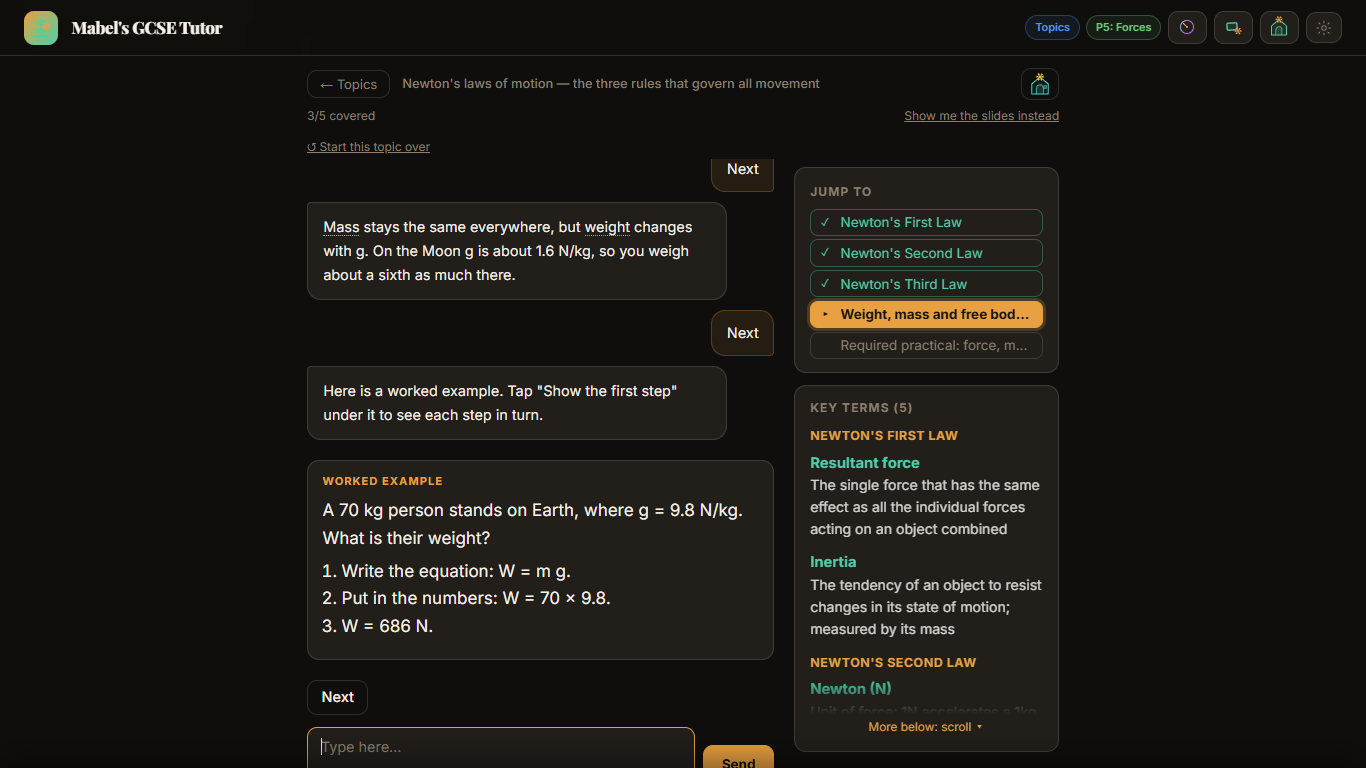 Mabel's GCSE Tutor
Topics
P5: Forces
← Topics
Newton's laws of motion — the three rules that govern all movement
3/5 covered
Show me the slides instead
↺ Start this topic over
Next
Mass stays the same everywhere, but weight changes
with g. On the Moon g is about 1.6 N/kg, so you weigh
about a sixth as much there.
Next
Here is a worked example. Tap "Show the first step"
under it to see each step in turn.
WORKED EXAMPLE
A 70 kg person stands on Earth, where g = 9.8 N/kg.
What is their weight?
1. Write the equation: W = m g.
2. Put in the numbers: W = 70 × 9.8.
3. W = 686 N.
Next
Type here...
Send
JUMP TO
✓ Newton's First Law
✓ Newton's Second Law
✓ Newton's Third Law
▸ Weight, mass and free bod...
Required practical: force, m...
KEY TERMS (5)
NEWTON'S FIRST LAW
Resultant force
The single force that has the same
effect as all the individual forces
acting on an object combined
Inertia
The tendency of an object to resist
changes in its state of motion;
measured by its mass
NEWTON'S SECOND LAW
Newton (N)
Unit of force: 1N accelerates a 1kg
More below: scroll ▾